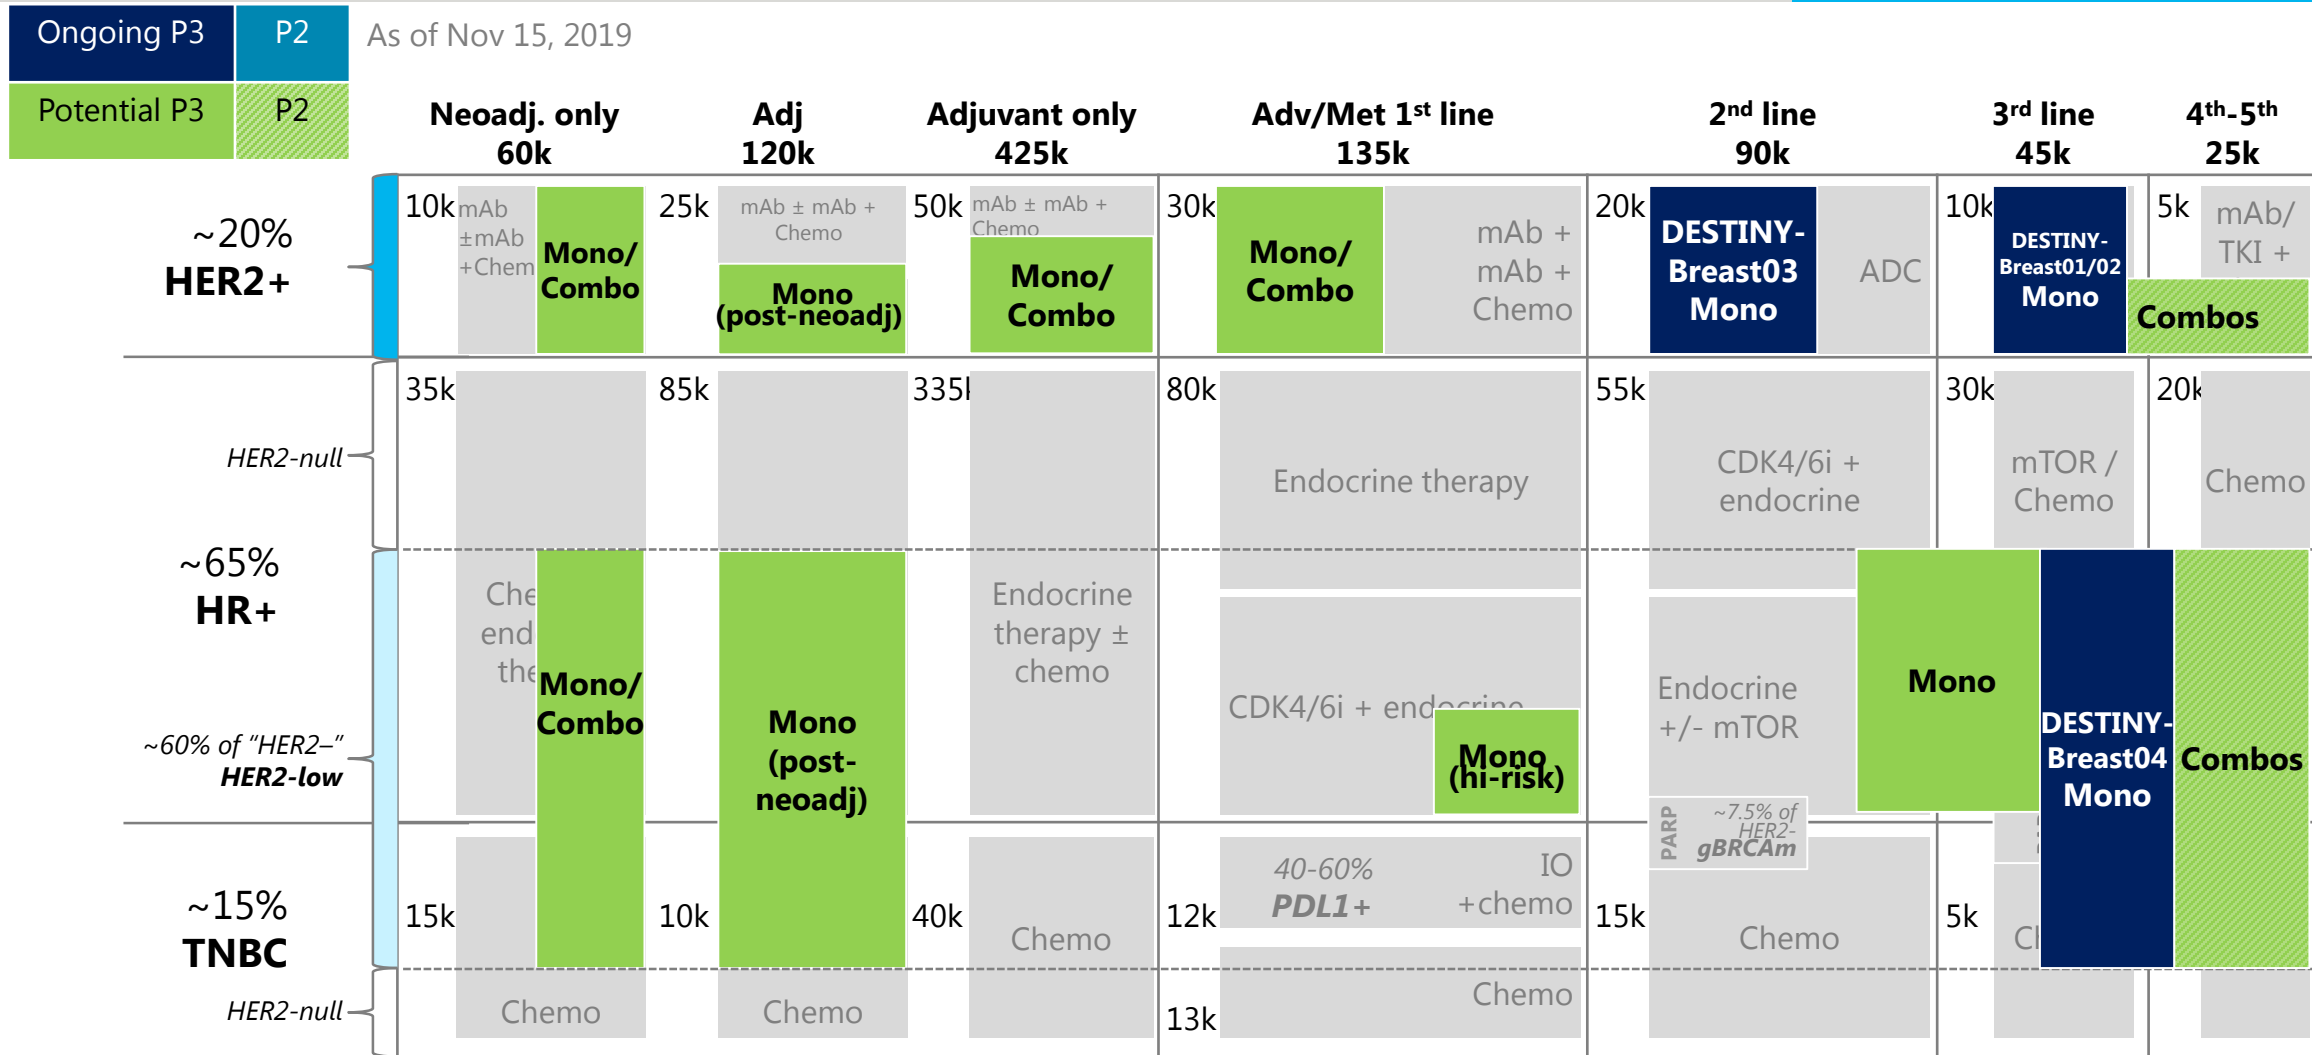 Ongoing P3 P2 As of Nov 15, 2019
Potential P3 P2
Neoadj. only Adj Adjuvant only Adv/Met 1st line 2nd line 3rd line 4th-5th
60k 120k 425k 135k 90k 45k 25k
~20%
HER2+
10k
mAb
±mAb
+Chem
Mono/
Combo
25k
mAb ± mAb +
Chemo
Mono
(post-neoadj)
50k
mAb ± mAb +
Chemo
Mono/
Combo
30k
Mono/
Combo
mAb +
mAb +
Chemo
20k
DESTINY-
Breast03
Mono
ADC
10k
DESTINY-
Breast01/02
Mono
5k
mAb/
TKI +
Combos
~65%
HR+
HER2-null
~60% of “HER2–”
HER2-low
35k
Che
end
the
Mono/
Combo
85k
Mono
(post-
neoadj)
335k
Endocrine
therapy ±
chemo
80k
Endocrine therapy
CDK4/6i + endocrine
Mono
(hi-risk)
55k
CDK4/6i +
endocrine
Endocrine
+/- mTOR
PARP
~7.5% of
HER2-
gBRCAm
Mono
30k
mTOR /
Chemo
DESTINY-
Breast04
Mono
20k
Chemo
Combos
~15%
TNBC
HER2-null
15k
Chemo
10k
Chemo
40k
Chemo
12k
40-60%
PDL1+
IO
+chemo
13k
Chemo
15k
Chemo
5k
Ch